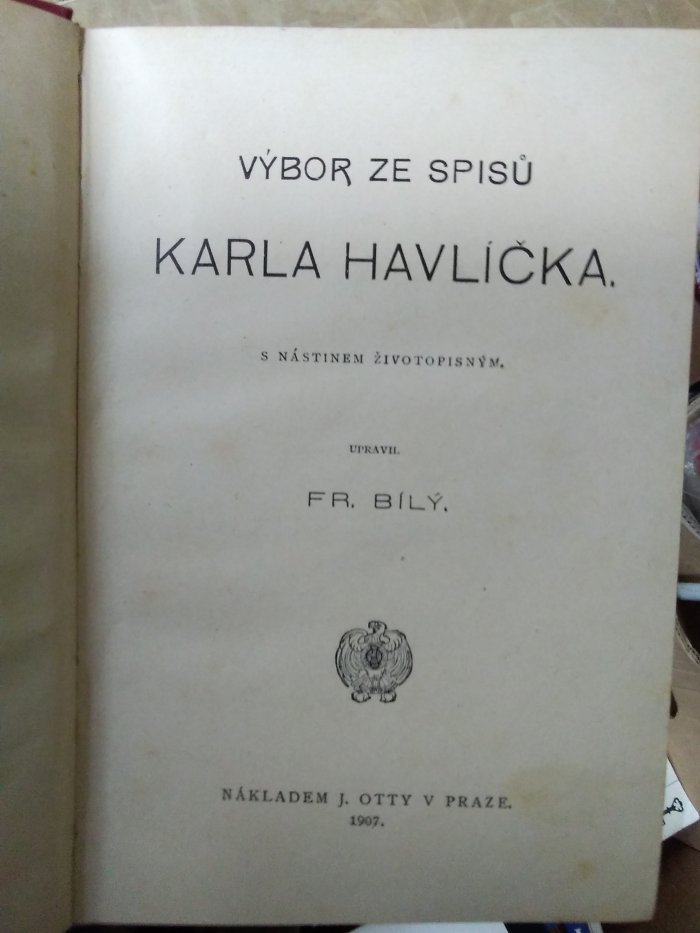 VÝBOR ZE SPISŮ
KARLA HAVLÍČKA.
S NÁSTINEM ŽIVOTOPISNÝM.
UPRAVIL
FR. BÍLÝ.
NÁKLADEM J. OTTY V PRAZE.
1907.